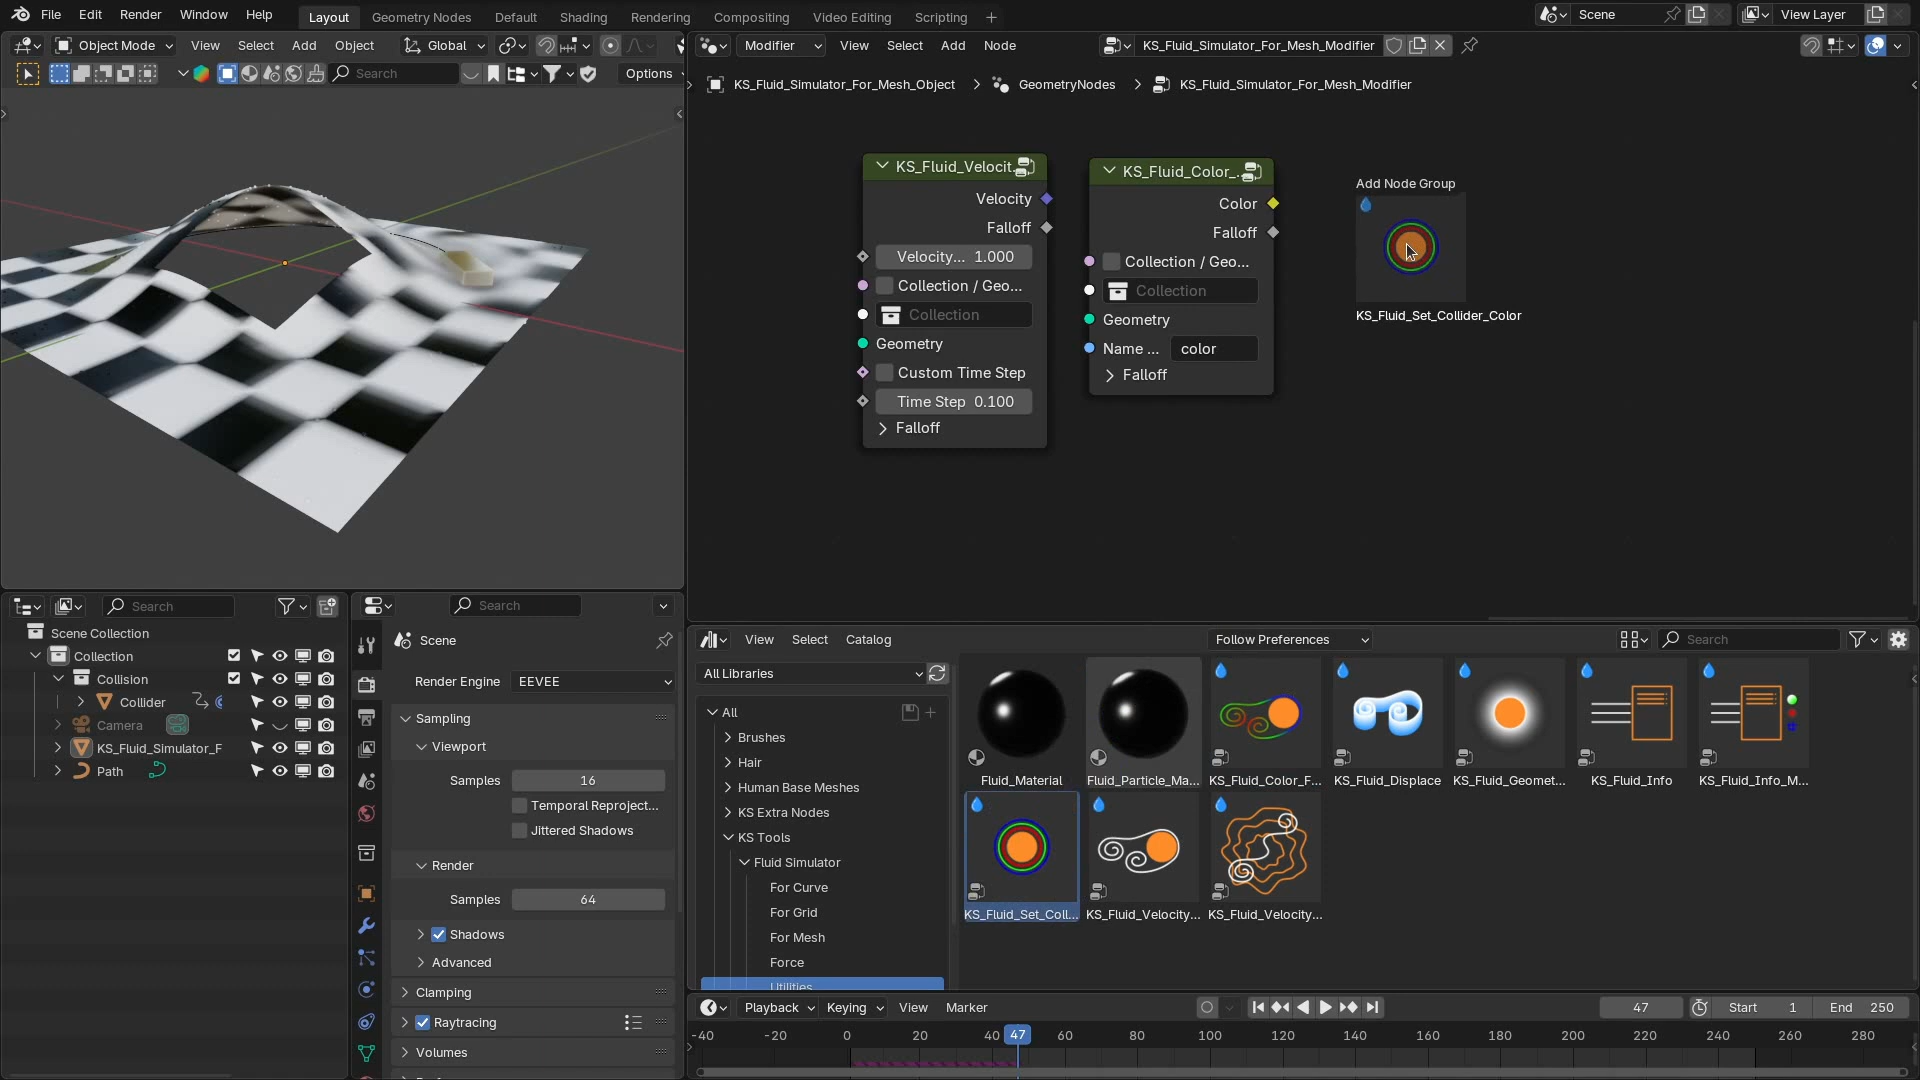 File Edit Render Window Help Layout Geometry Nodes Default Shading Rendering Compositing Video Editing Scripting Scene View Layer
Object Mode View Select Add Object Global
Search Options
Modifier View Select Add Node KS_Fluid_Simulator_For_Mesh_Modifier
KS_Fluid_Simulator_For_Mesh_Object GeometryNodes KS_Fluid_Simulator_For_Mesh_Modifier
KS_Fluid_Velocit...
Velocity
Falloff
Velocity... 1.000
Collection / Geo...
Collection
Geometry
Custom Time Step
Time Step 0.100
Falloff
KS_Fluid_Color_...
Color
Falloff
Collection / Geo...
Collection
Geometry
Name ... color
Falloff
Add Node Group
KS_Fluid_Set_Collider_Color
Search
Scene Collection
Collection
Collision
Collider
Camera
KS_Fluid_Simulator_F
Path
Search
Scene
Render Engine EEVEE
Sampling
Viewport
Samples 16
Temporal Reproject...
Jittered Shadows
Render
Samples 64
Shadows
Advanced
Clamping
Raytracing
Volumes
View Select Catalog Follow Preferences Search
All Libraries
All
Brushes
Hair
Human Base Meshes
KS Extra Nodes
KS Tools
Fluid Simulator
For Curve
For Grid
For Mesh
Force
Utilities
Fluid_Material Fluid_Particle_Ma... KS_Fluid_Color_F... KS_Fluid_Displace KS_Fluid_Geomet... KS_Fluid_Info KS_Fluid_Info_M...
KS_Fluid_Set_Coll... KS_Fluid_Velocity... KS_Fluid_Velocity...
Playback Keying View Marker 47 Start 1 End 250
-40 -20 0 20 40 47 60 80 100 120 140 160 180 200 220 240 260 280